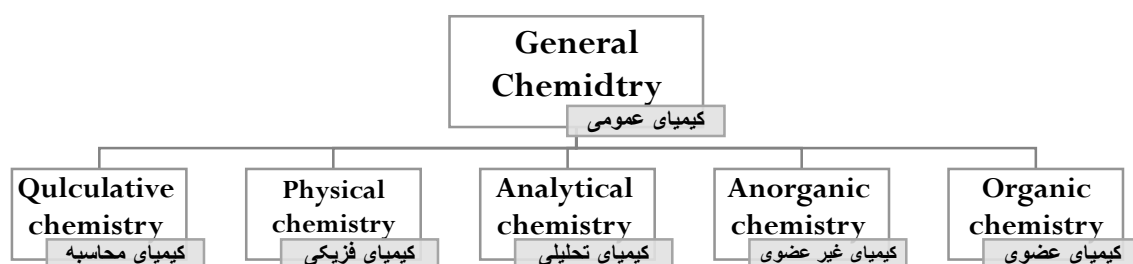 General
Chemidtry
کیمیای عمومی
Qulculative
chemistry
کیمیای محاسبه
Physical
chemistry
کیمیای فزیکی
Analytical
chemistry
کیمیای تحلیلی
Anorganic
chemistry
کیمیای غیر عضوی
Organic
chemistry
کیمیای عضوی